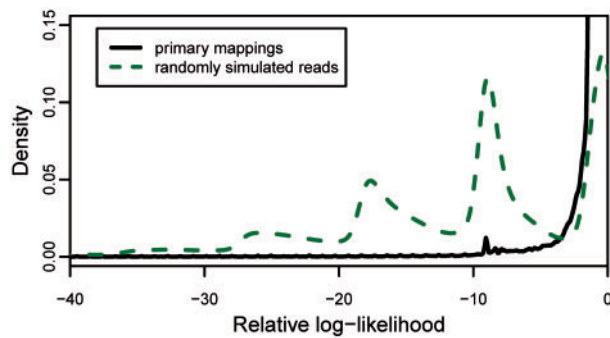 0.15
primary mappings
randomly simulated reads
0.10
Density
0.05
0.00
−40
−30
−20
−10
0
Relative log−likelihood